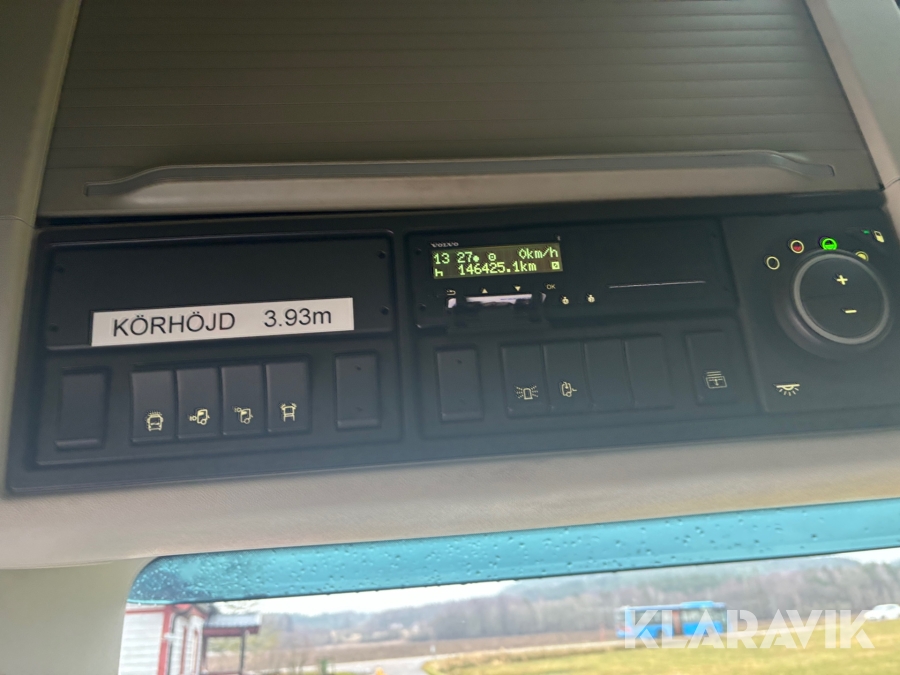 VOLVO
13 27 0km/h
h 146425.1km
OK
KÖRHÖJD 3.93m
KLARAVIK